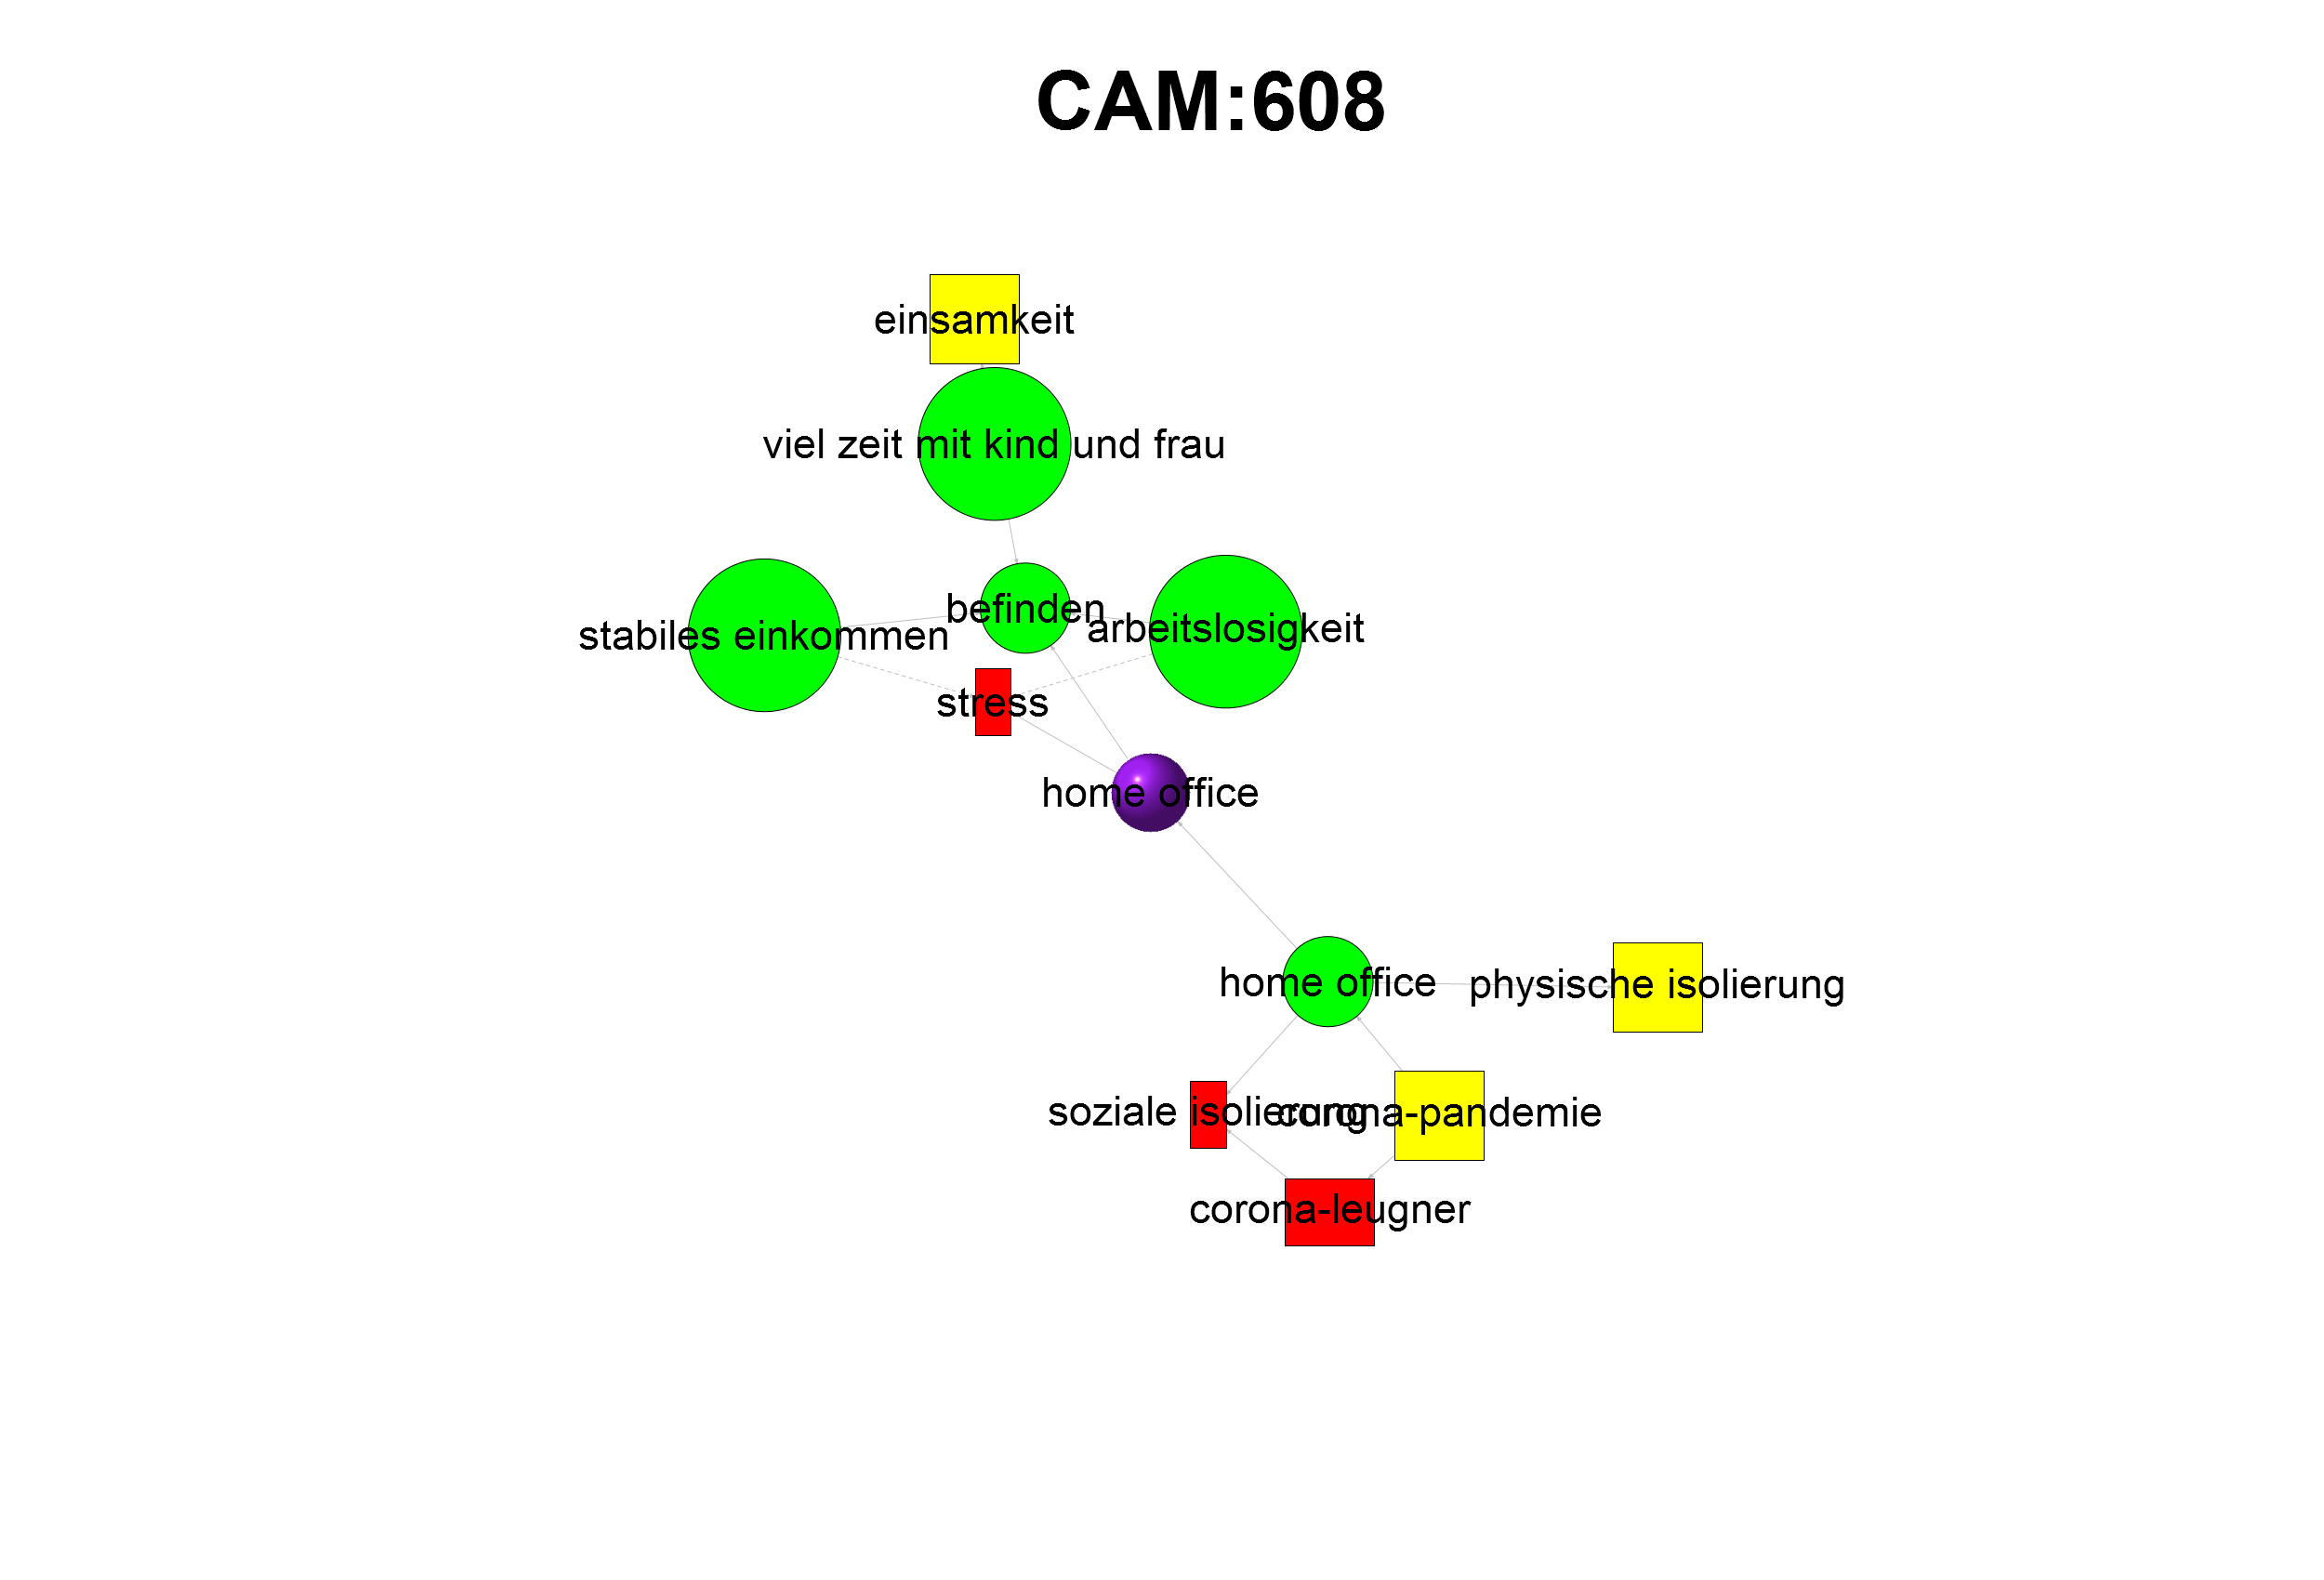 CAM:608
einsamkeit
viel zeit mit kind und frau
befinden
arbeitslosigkeit
stabiles einkommen
stress
home office
home office
physische isolierung
soziale isolierung
corona-pandemie
corona-leugner